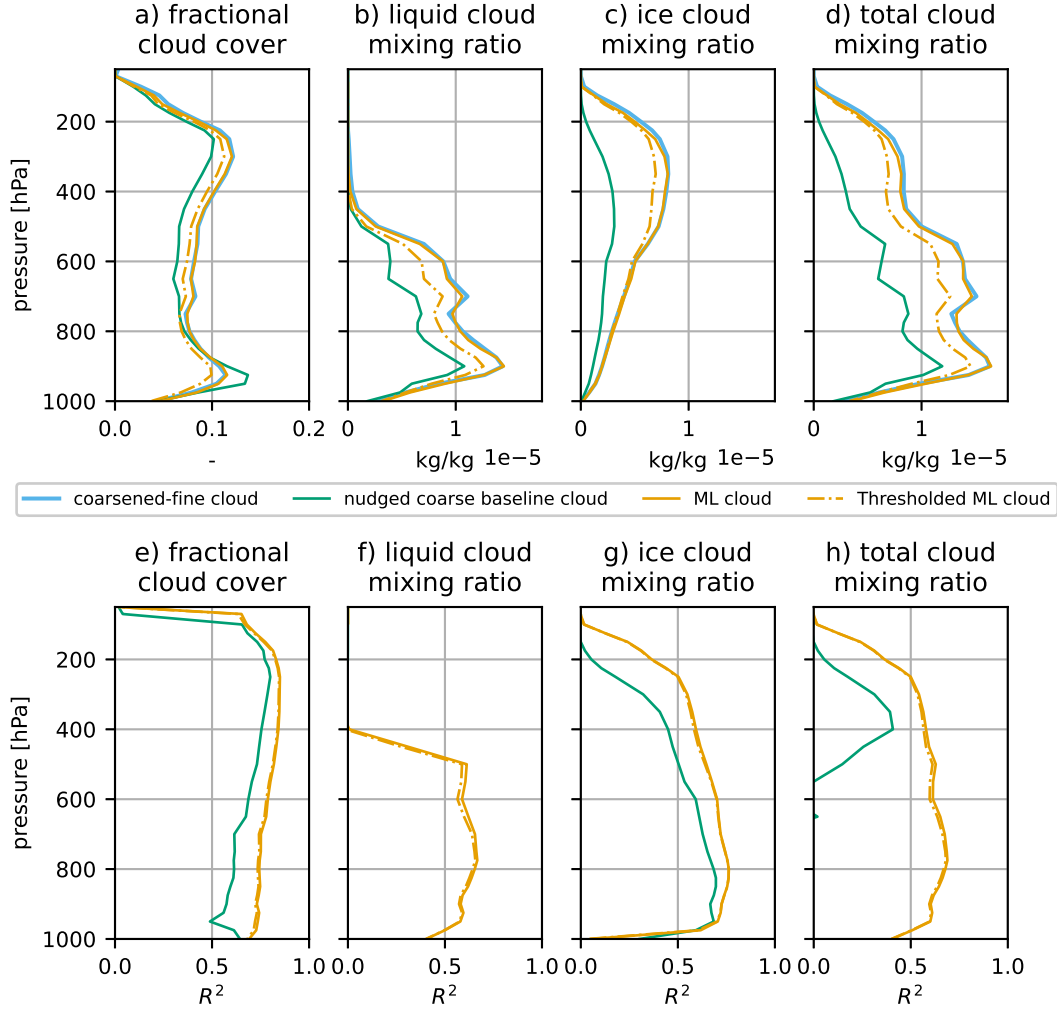 a) fractional
cloud cover
b) liquid cloud
mixing ratio
c) ice cloud
mixing ratio
d) total cloud
mixing ratio
pressure [hPa]
200
400
600
800
1000
0.0 0.1 0.2
-
0 1
kg/kg 1e−5
0 1
kg/kg 1e−5
0 1
kg/kg 1e−5
coarsened-fine cloud nudged coarse baseline cloud ML cloud Thresholded ML cloud
e) fractional
cloud cover
f) liquid cloud
mixing ratio
g) ice cloud
mixing ratio
h) total cloud
mixing ratio
pressure [hPa]
200
400
600
800
1000
0.0 0.5 1.0
R²
0.0 0.5 1.0
R²
0.0 0.5 1.0
R²
0.0 0.5 1.0
R²